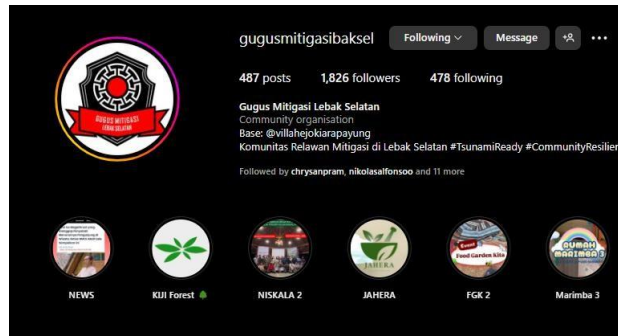 gugusmitigasibaksel Following Message
487 posts 1,826 followers 478 following
Gugus Mitigasi Lebak Selatan
Community organisation
Base: @villahejokiarapayung
Komunitas Relawan Mitigasi di Lebak Selatan #TsunamiReady #CommunityResilien
Followed by chrysanpram, nikolasalfonsoo and 11 more
GUGUS MITIGASI
LEBAK SELATAN
JAHERA
Event
Food Garden Kita
RUMAH
MARIMBA 3
NEWS KIJI Forest NISKALA 2 JAHERA FGK 2 Marimba 3